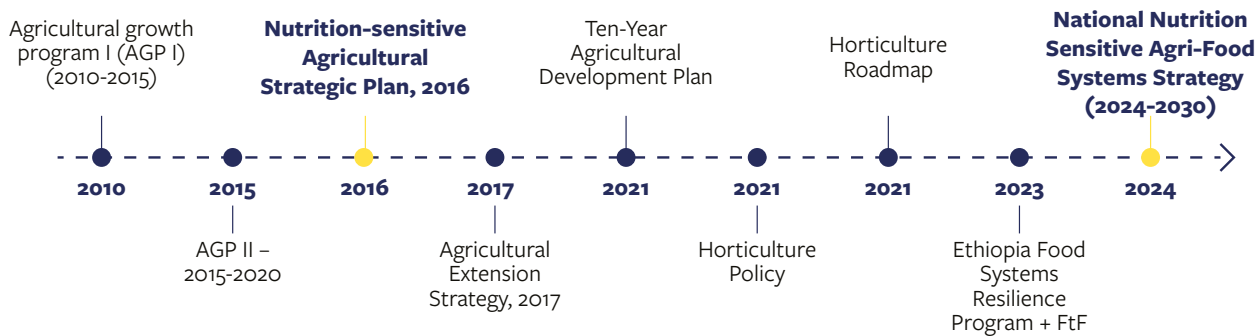 Agricultural growth
program I (AGP I)
(2010-2015)
Nutrition-sensitive
Agricultural
Strategic Plan, 2016
Ten-Year
Agricultural
Development Plan
Horticulture
Roadmap
National Nutrition
Sensitive Agri-Food
Systems Strategy
(2024-2030)
2010
2015
2016
2017
2021
2021
2021
2023
2024
AGP II –
2015-2020
Agricultural
Extension
Strategy, 2017
Horticulture
Policy
Ethiopia Food
Systems
Resilience
Program + FtF